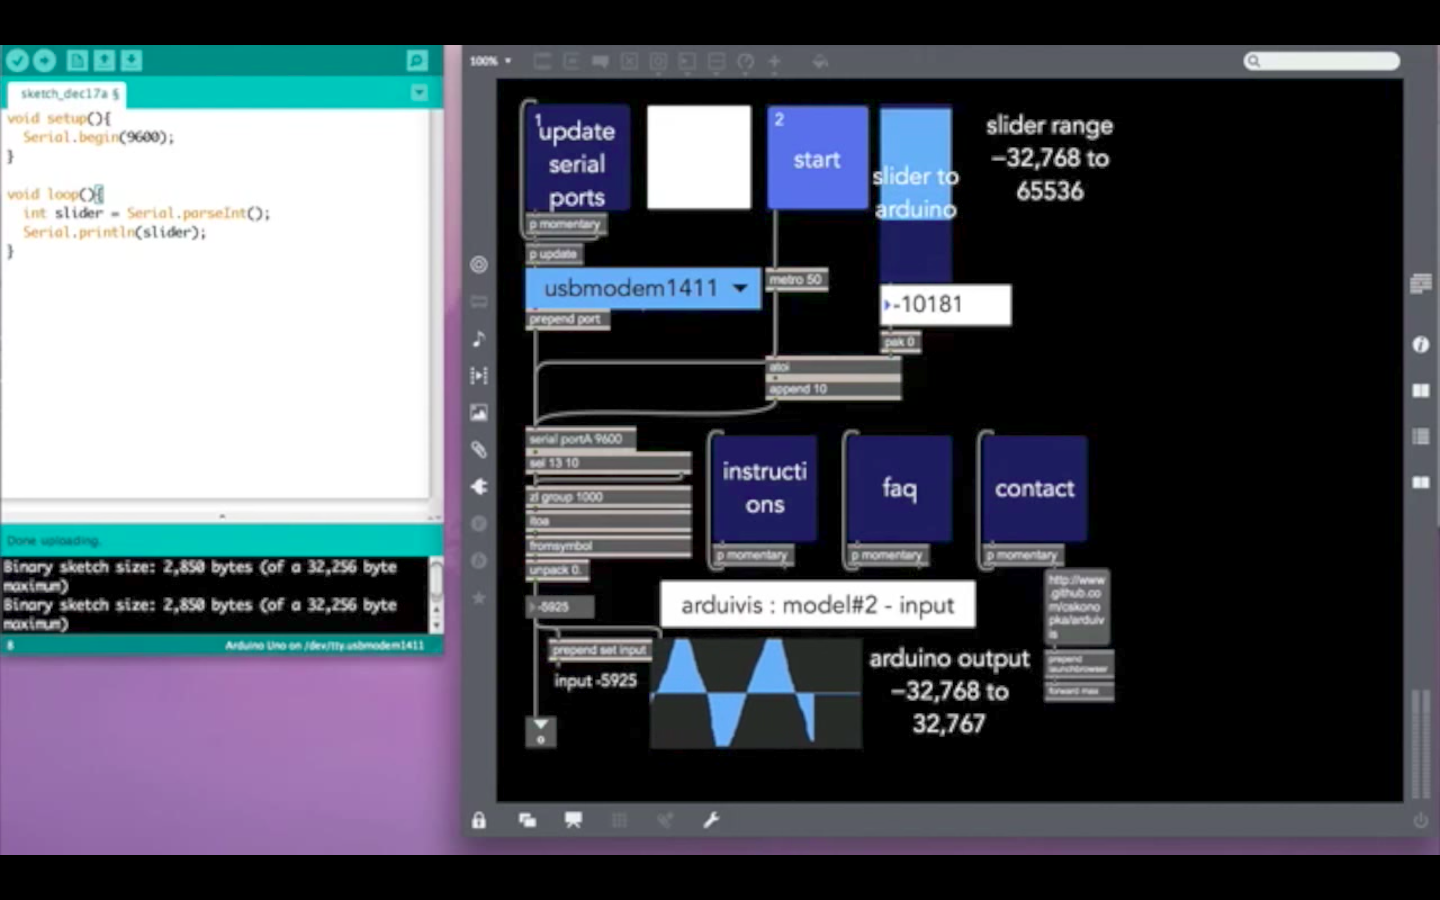 sketch_dec17a §
void setup(){
Serial.begin(9600);
}
void loop(){
int slider = Serial.parseInt();
Serial.println(slider);
}
Done uploading.
Binary sketch size: 2,850 bytes (of a 32,256 byte
maximum)
Binary sketch size: 2,850 bytes (of a 32,256 byte
maximum)
8
Arduino Uno on /dev/tty.usbmodem1411
100%
1
update
serial
ports
p momentary
p update
usbmodem1411
prepend port
2
start
metro 50
slider to
arduino
-10181
pak 0
slider range
−32,768 to
65536
atoi
append 10
serial portA 9600
sel 13 10
zl group 1000
itoa
fromsymbol
unpack 0.
-5925
prepend set input
input -5925
0
instructi
ons
p momentary
faq
p momentary
contact
p momentary
http://www
.github.co
m/cskono
pka/arduiv
is
prepend
launchbrowser
forward max
arduivis : model#2 - input
arduino output
−32,768 to
32,767